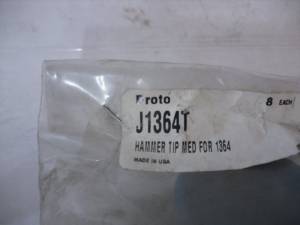 Proto 8 EACH
J1364T
HAMMER TIP MED FOR 1364
MADE IN USA